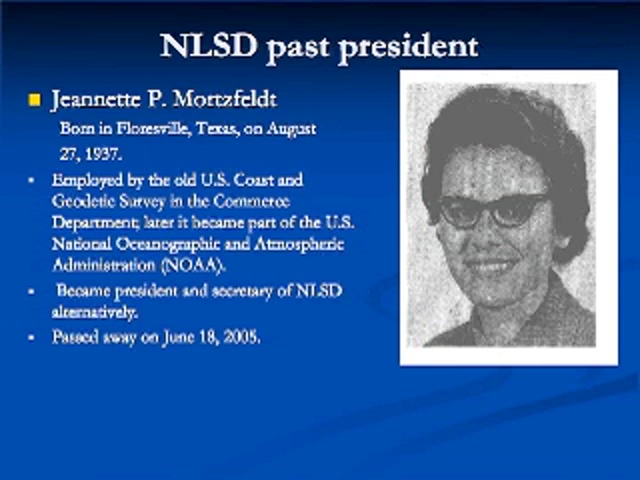 NLSD past president
Jeannette P. Mortzfeldt
Born in Floresville, Texas, on August
27, 1937.
Employed by the old U.S. Coast and
Geodetic Survey in the Commerce
Department; later it became part of the U.S.
National Oceanographic and Atmospheric
Administration (NOAA).
Became president and secretary of NLSD
alternatively.
Passed away on June 18, 2005.